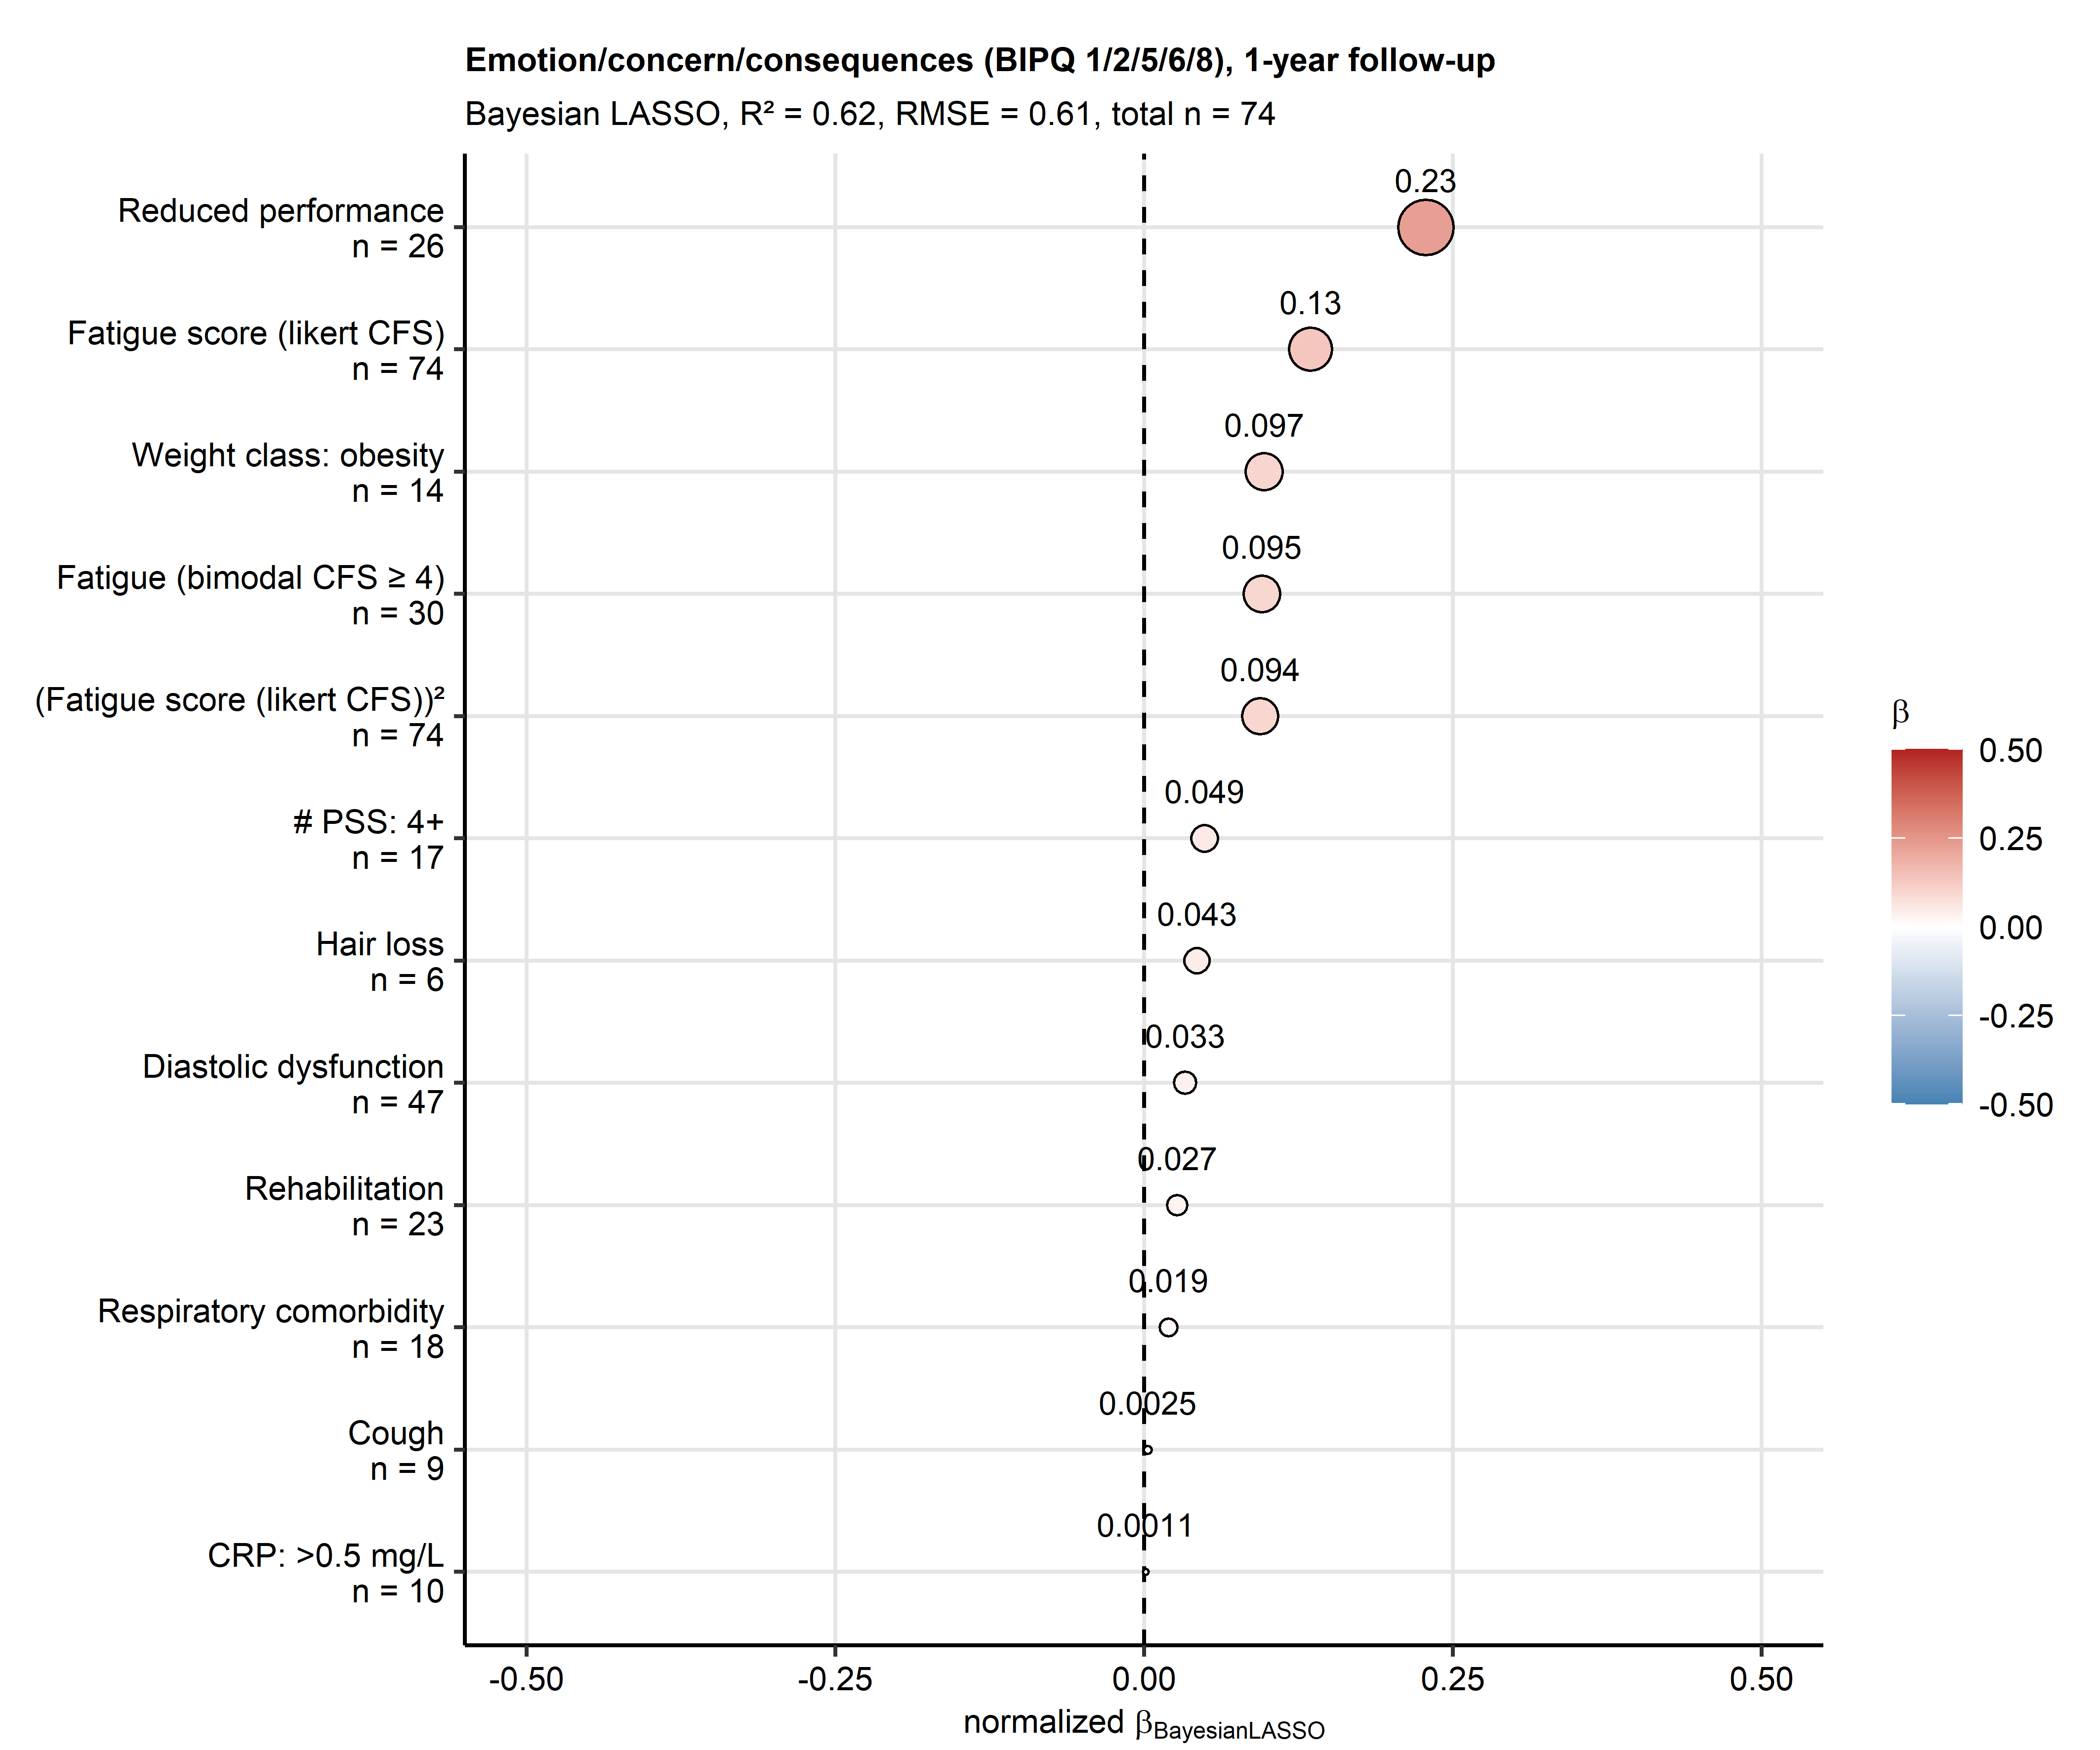 Emotion/concern/consequences (BIPQ 1/2/5/6/8), 1-year follow-up
Bayesian LASSO, R² = 0.62, RMSE = 0.61, total n = 74
Reduced performance
n = 26
0.23
Fatigue score (likert CFS)
n = 74
0.13
Weight class: obesity
n = 14
0.097
Fatigue (bimodal CFS ≥ 4)
n = 30
0.095
(Fatigue score (likert CFS))²
n = 74
0.094
# PSS: 4+
n = 17
0.049
Hair loss
n = 6
0.043
Diastolic dysfunction
n = 47
0.033
Rehabilitation
n = 23
0.027
Respiratory comorbidity
n = 18
0.019
Cough
n = 9
0.0025
CRP: >0.5 mg/L
n = 10
0.0011
-0.50
-0.25
0.00
0.25
0.50
normalized βBayesianLASSO
β
0.50
0.25
0.00
-0.25
-0.50